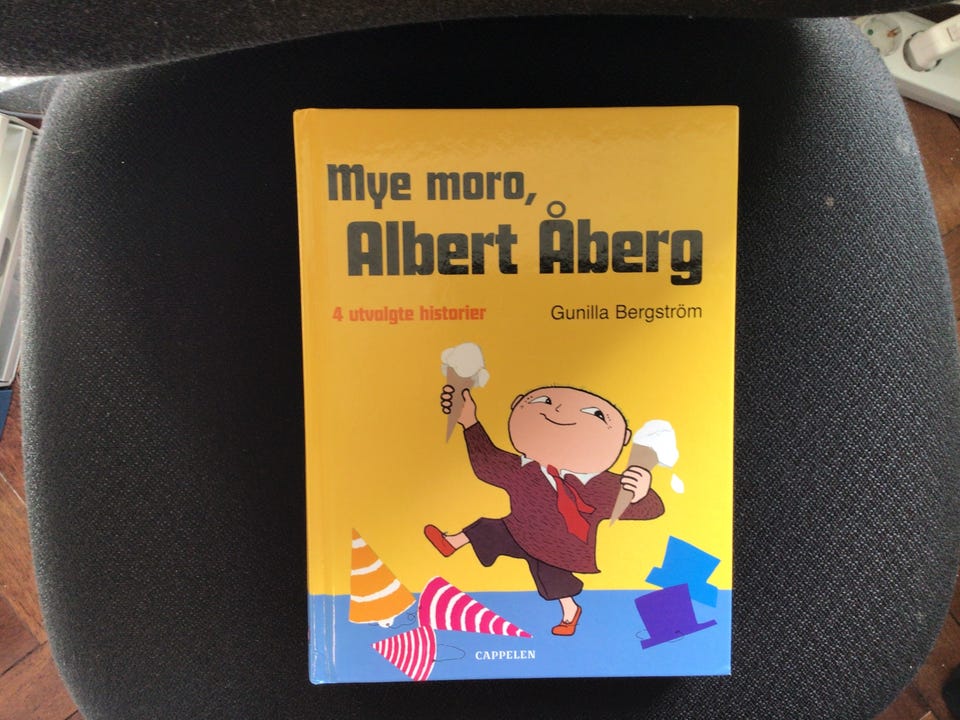 Mye moro,
Albert Åberg
4 utvalgte historier Gunilla Bergström
CAPPELEN